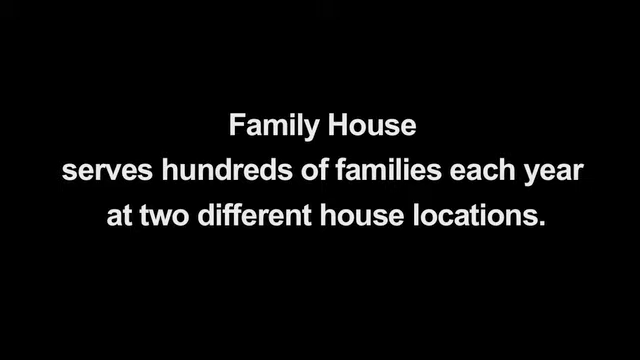 Family House
serves hundreds of families each year
at two different house locations.